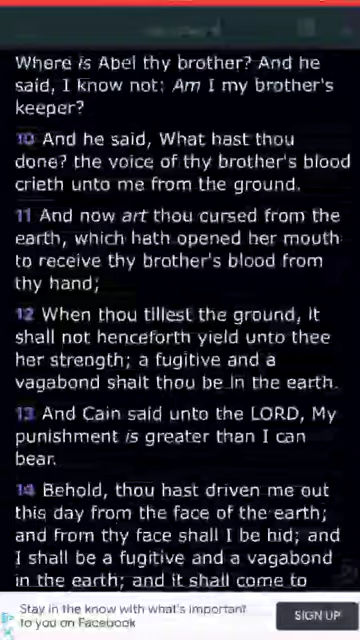 Where is Abel thy brother? And he
said, I know not: Am I my brother's
keeper?
10 And he said, What hast thou
done? the voice of thy brother's blood
crieth unto me from the ground.
11 And now art thou cursed from the
earth, which hath opened her mouth
to receive thy brother's blood from
thy hand;
12 When thou tillest the ground, it
shall not henceforth yield unto thee
her strength; a fugitive and a
vagabond shalt thou be in the earth.
13 And Cain said unto the LORD, My
punishment is greater than I can
bear.
14 Behold, thou hast driven me out
this day from the face of the earth;
and from thy face shall I be hid; and
I shall be a fugitive and a vagabond
in the earth; and it shall come to
Stay in the know with what's important
to you on Facebook
SIGN UP